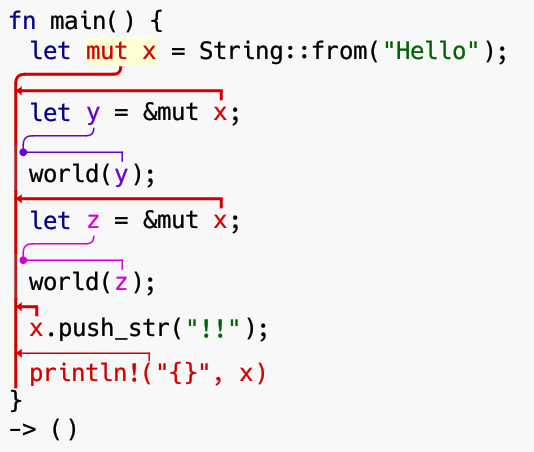 fn main() {
let mut x = String::from("Hello");
let y = &mut x;
world(y);
let z = &mut x;
world(z);
x.push_str("!!");
println!("{}", x)
}
-> ()